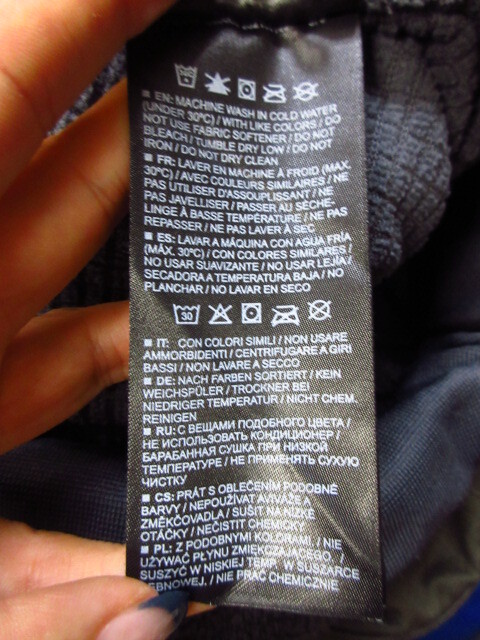 ■ EN: MACHINE WASH IN COLD WATER
(UNDER 30°C) / WITH LIKE COLORS / DO
NOT USE FABRIC SOFTENER / DO NOT
BLEACH / TUMBLE DRY LOW / DO NOT
IRON / DO NOT DRY CLEAN
■ FR: LAVER EN MACHINE À FROID (MAX.
30°C) / AVEC COULEURS SIMILAIRES / NE
PAS UTILISER D'ASSOUPLISSANT / NE
PAS JAVELLISER / PASSER AU SÈCHE-
LINGE À BASSE TEMPÉRATURE / NE PAS
REPASSER / NE PAS LAVER À SEC
■ ES: LAVAR A MÁQUINA CON AGUA FRÍA
(MÁX. 30°C) / CON COLORES SIMILARES /
NO USAR SUAVIZANTE / NO USAR LEJÍA /
SECADORA A TEMPERATURA BAJA / NO
PLANCHAR / NO LAVAR EN SECO
30
■ IT: CON COLORI SIMILI / NON USARE
AMMORBIDENTI / CENTRIFUGARE A GIRI
BASSI / NON LAVARE A SECCO
■ DE: NACH FARBEN SORTIERT / KEIN
WEICHSPÜLER / TROCKNER BEI
NIEDRIGER TEMPERATUR / NICHT CHEM.
REINIGEN
■ RU: С ВЕЩАМИ ПОДОБНОГО ЦВЕТА /
НЕ ИСПОЛЬЗОВАТЬ КОНДИЦИОНЕР /
БАРАБАННАЯ СУШКА ПРИ НИЗКОЙ
ТЕМПЕРАТУРЕ / НЕ ПРИМЕНЯТЬ СУХУЮ
ЧИСТКУ
■ CS: PRÁT S OBLEČENÍM PODOBNÉ
BARVY / NEPOUŽÍVAT AVIVÁŽE A
ZMĚKČOVADLA / SUŠIT NA NÍZKÉ
OTÁČKY / NEČISTIT CHEMICKY
■ PL: Z PODOBNYMI KOLORAMI. / NIE
UŻYWAĆ PŁYNU ZMIĘKCZAJĄCEGO /
SUSZYĆ W NISKIEJ TEMP. W SUSZARCE
BĘBNOWEJ. / NIE PRAĆ CHEMICZNIE